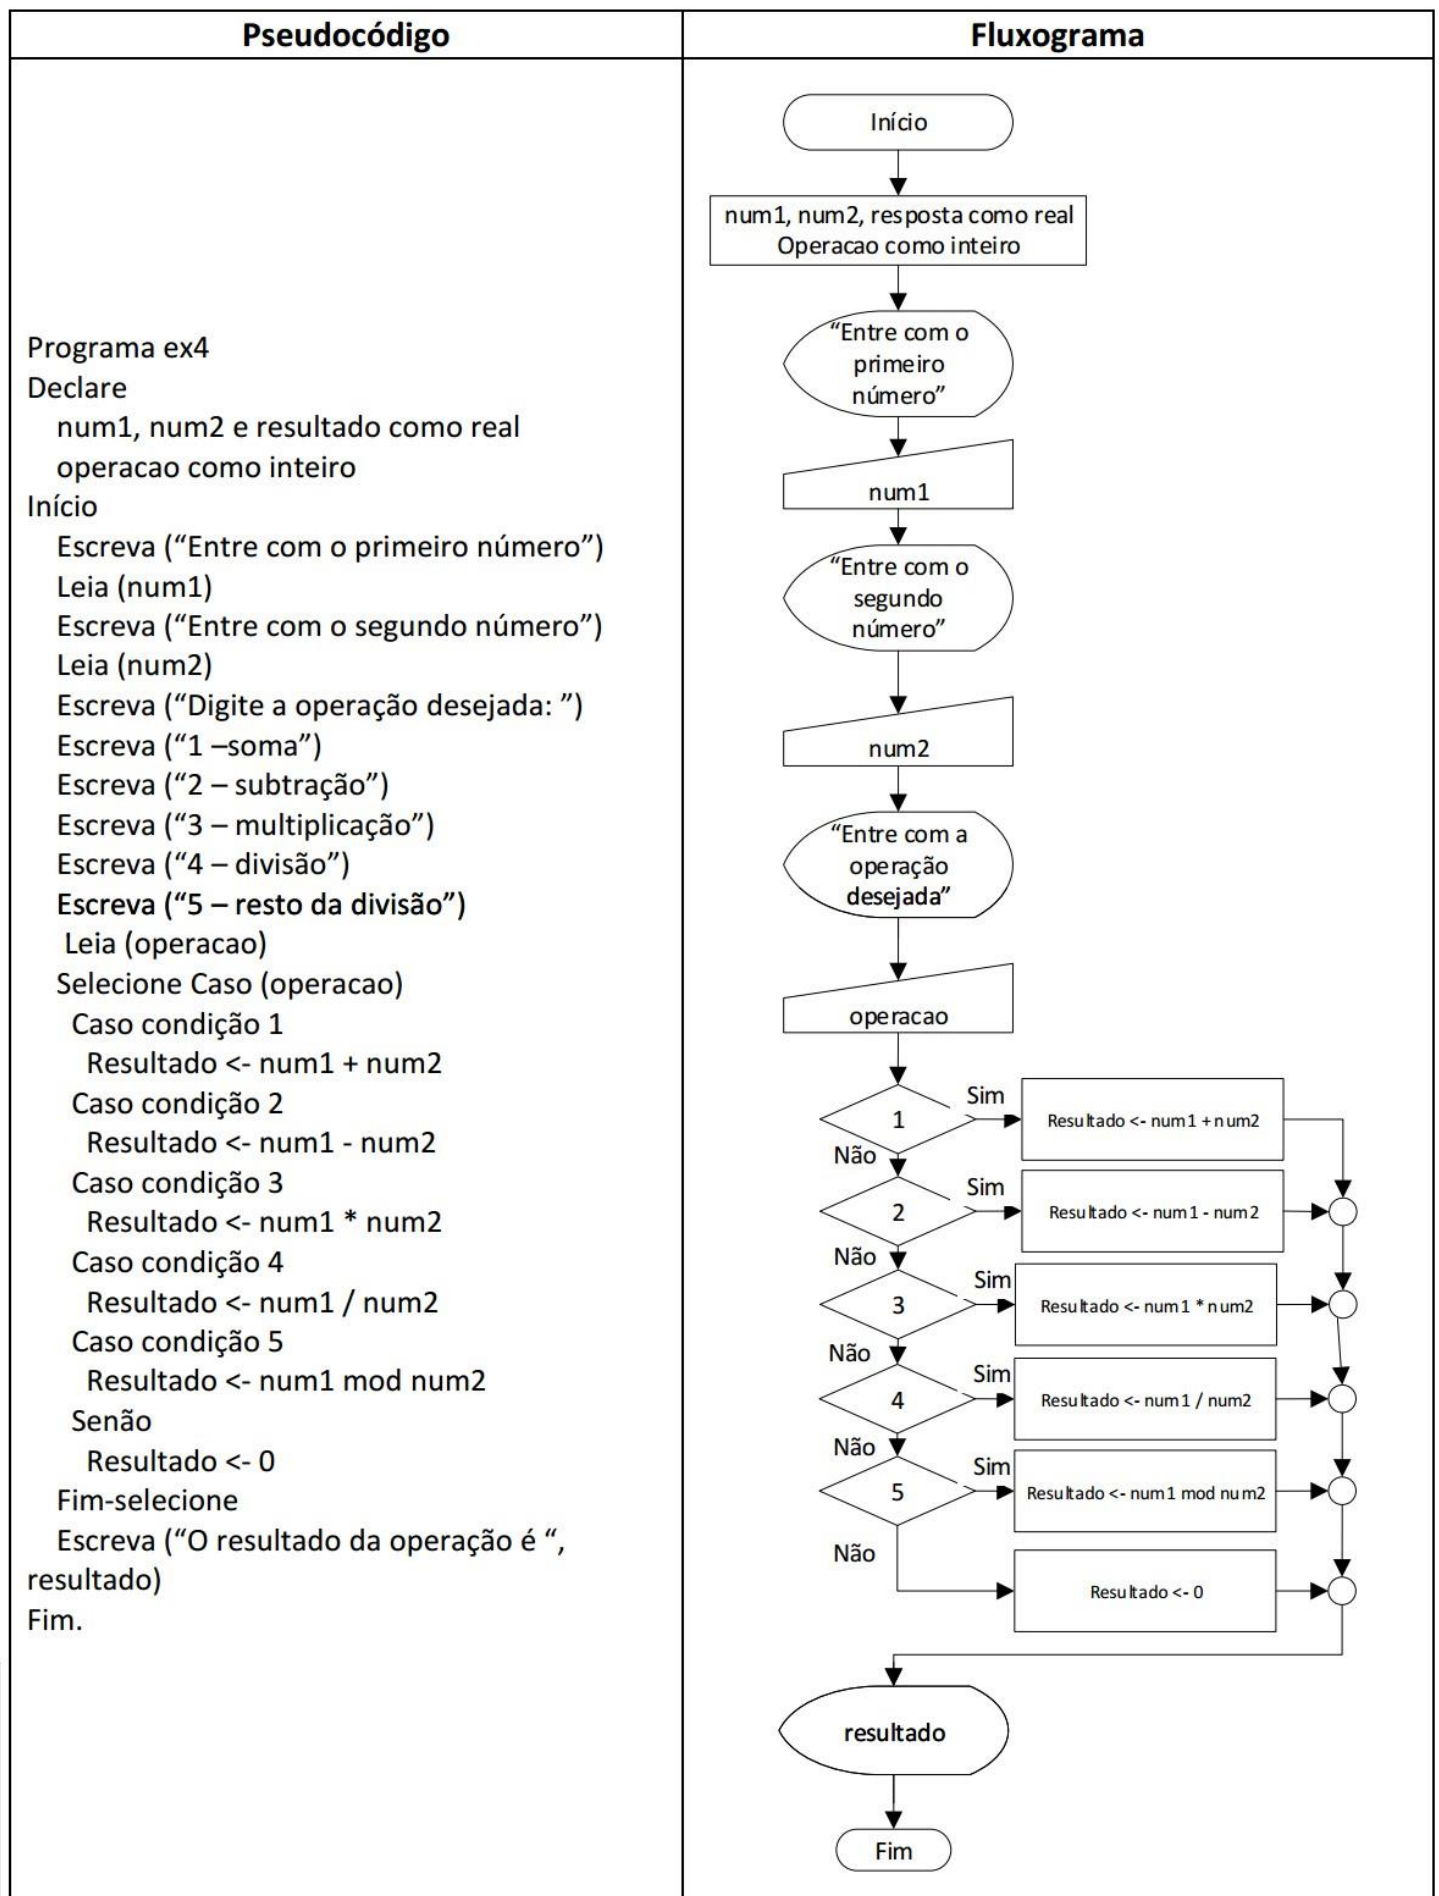 Pseudocódigo
Fluxograma
Programa ex4
Declare
num1, num2 e resultado como real
operacao como inteiro
Início
Escreva (“Entre com o primeiro número”)
Leia (num1)
Escreva (“Entre com o segundo número”)
Leia (num2)
Escreva (“Digite a operação desejada: ”)
Escreva (“1 –soma”)
Escreva (“2 – subtração”)
Escreva (“3 – multiplicação”)
Escreva (“4 – divisão”)
Escreva (“5 – resto da divisão”)
Leia (operacao)
Selecione Caso (operacao)
Caso condição 1
Resultado <- num1 + num2
Caso condição 2
Resultado <- num1 - num2
Caso condição 3
Resultado <- num1 * num2
Caso condição 4
Resultado <- num1 / num2
Caso condição 5
Resultado <- num1 mod num2
Senão
Resultado <- 0
Fim-selecione
Escreva (“O resultado da operação é “,
resultado)
Fim.
Início
num1, num2, resposta como real
Operacao como inteiro
“Entre com o
primeiro
número”
num1
“Entre com o
segundo
número”
num2
“Entre com a
operação
desejada”
operacao
1
Sim
Resultado <- num1 + num2
Não
2
Sim
Resultado <- num1 - num2
Não
3
Sim
Resultado <- num1 * num2
Não
4
Sim
Resultado <- num1 / num2
Não
5
Sim
Resultado <- num1 mod num2
Não
Resultado <- 0
resultado
Fim